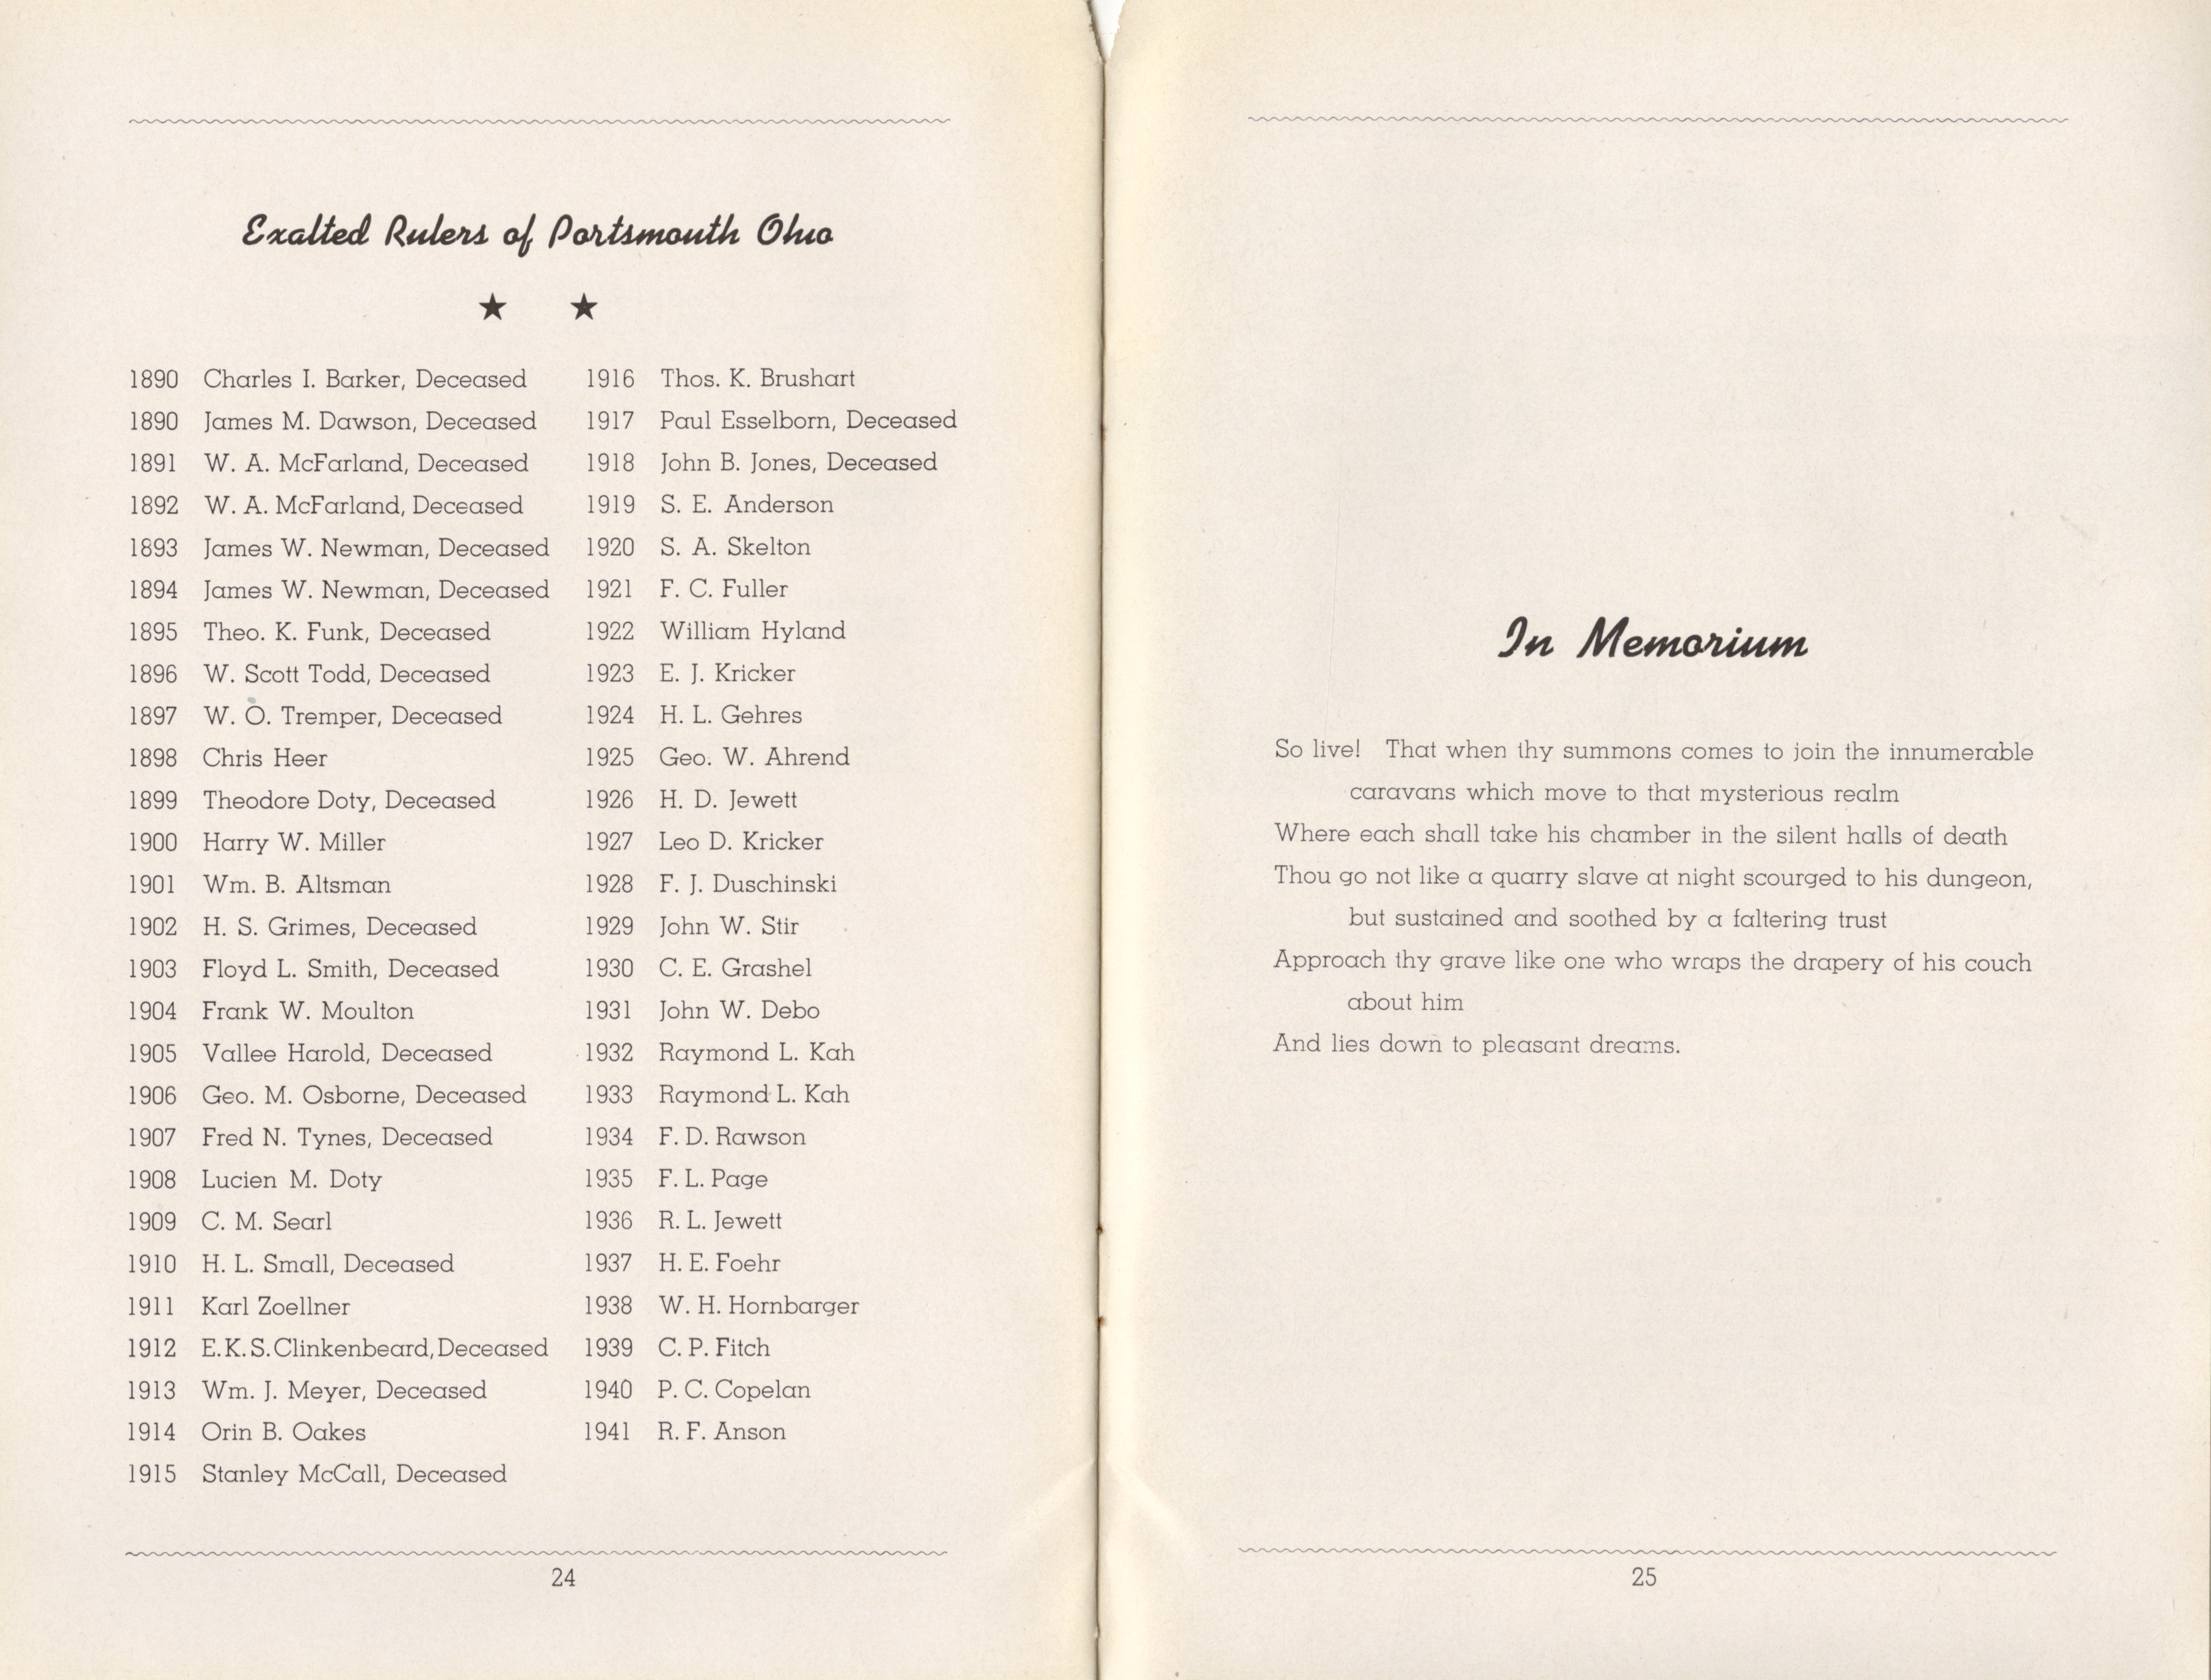 Exalted Rulers of Portsmouth Ohio
1890 Charles I. Barker, Deceased
1890 James M. Dawson, Deceased
1891 W. A. McFarland, Deceased
1892 W. A. McFarland, Deceased
1893 James W. Newman, Deceased
1894 James W. Newman, Deceased
1895 Theo. K. Funk, Deceased
1896 W. Scott Todd, Deceased
1897 W. O. Tremper, Deceased
1898 Chris Heer
1899 Theodore Doty, Deceased
1900 Harry W. Miller
1901 Wm. B. Altsman
1902 H. S. Grimes, Deceased
1903 Floyd L. Smith, Deceased
1904 Frank W. Moulton
1905 Vallee Harold, Deceased
1906 Geo. M. Osborne, Deceased
1907 Fred N. Tynes, Deceased
1908 Lucien M. Doty
1909 C. M. Searl
1910 H. L. Small, Deceased
1911 Karl Zoellner
1912 E. K. S. Clinkenbeard, Deceased
1913 Wm. J. Meyer, Deceased
1914 Orin B. Oakes
1915 Stanley McCall, Deceased
1916 Thos. K. Brushart
1917 Paul Esselborn, Deceased
1918 John B. Jones, Deceased
1919 S. E. Anderson
1920 S. A. Skelton
1921 F. C. Fuller
1922 William Hyland
1923 E. J. Kricker
1924 H. L. Gehres
1925 Geo. W. Ahrend
1926 H. D. Jewett
1927 Leo D. Kricker
1928 F. J. Duschinski
1929 John W. Stir
1930 C. E. Grashel
1931 John W. Debo
1932 Raymond L. Kah
1933 Raymond L. Kah
1934 F. D. Rawson
1935 F. L. Page
1936 R. L. Jewett
1937 H. E. Foehr
1938 W. H. Hornbarger
1939 C. P. Fitch
1940 P. C. Copelan
1941 R. F. Anson
24
In Memorium
So live! That when thy summons comes to join the innumerable
caravans which move to that mysterious realm
Where each shall take his chamber in the silent halls of death
Thou go not like a quarry slave at night scourged to his dungeon,
but sustained and soothed by a faltering trust
Approach thy grave like one who wraps the drapery of his couch
about him
And lies down to pleasant dreams.
25